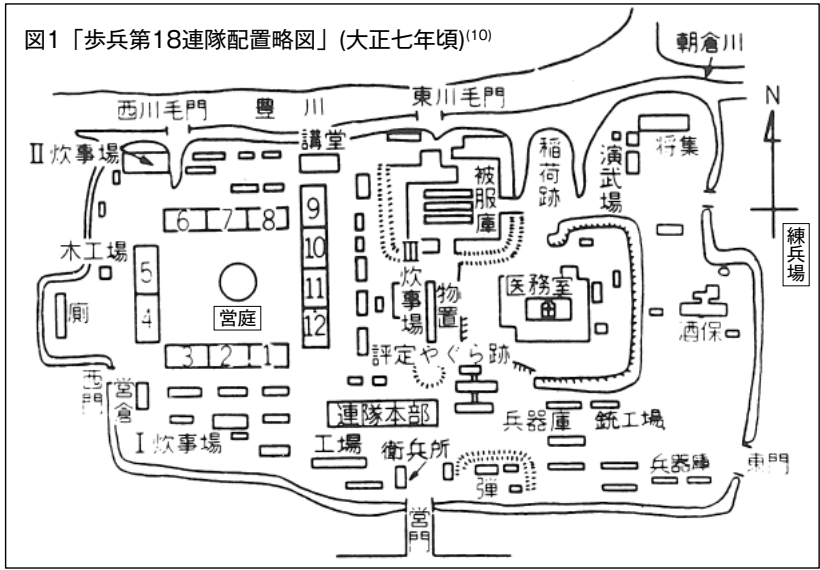 図1「歩兵第18連隊配置略図」(大正七年頃)(10)
朝倉川
西川毛門
豊川
東川毛門
N
講堂
Ⅱ炊事場
稲荷跡
演武場
将集
被服庫
6 7 8
9
10
11
12
木工場
5
4
営庭
Ⅲ炊事場
物置
医務室
練兵場
酒保
廁
3 2 1
評定やぐら跡
西門
営倉
連隊本部
兵器庫
銃工場
Ⅰ炊事場
工場
衛兵所
弾
兵器庫
東門
営門